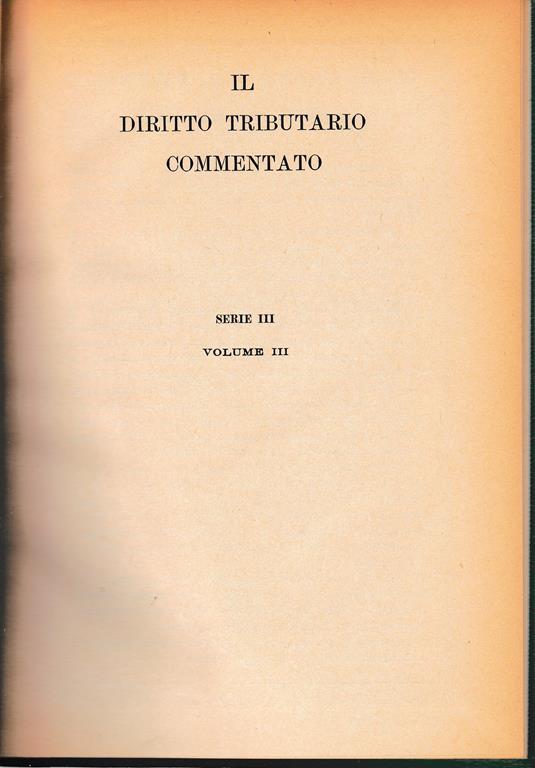 IL
DIRITTO TRIBUTARIO
COMMENTATO
SERIE III
VOLUME III